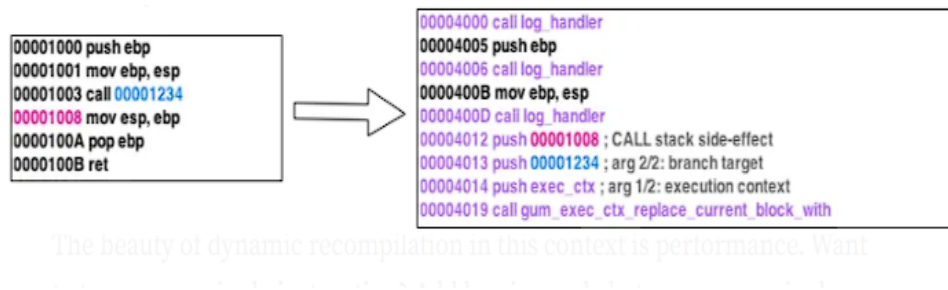 00001000 push ebp
00001001 mov ebp, esp
00001003 call 00001234
00001008 mov esp, ebp
0000100A pop ebp
0000100B ret
00004000 call log_handler
00004005 push ebp
00004006 call log_handler
0000400B mov ebp, esp
0000400D call log_handler
00004012 push 00001008 ; CALL stack side-effect
00004013 push 00001234 ; arg 2/2: branch target
00004014 push exec_ctx ; arg 1/2: execution context
00004019 call gum_exec_ctx_replace_current_block_with
The beauty of dynamic recompilation in this context is performance. Want